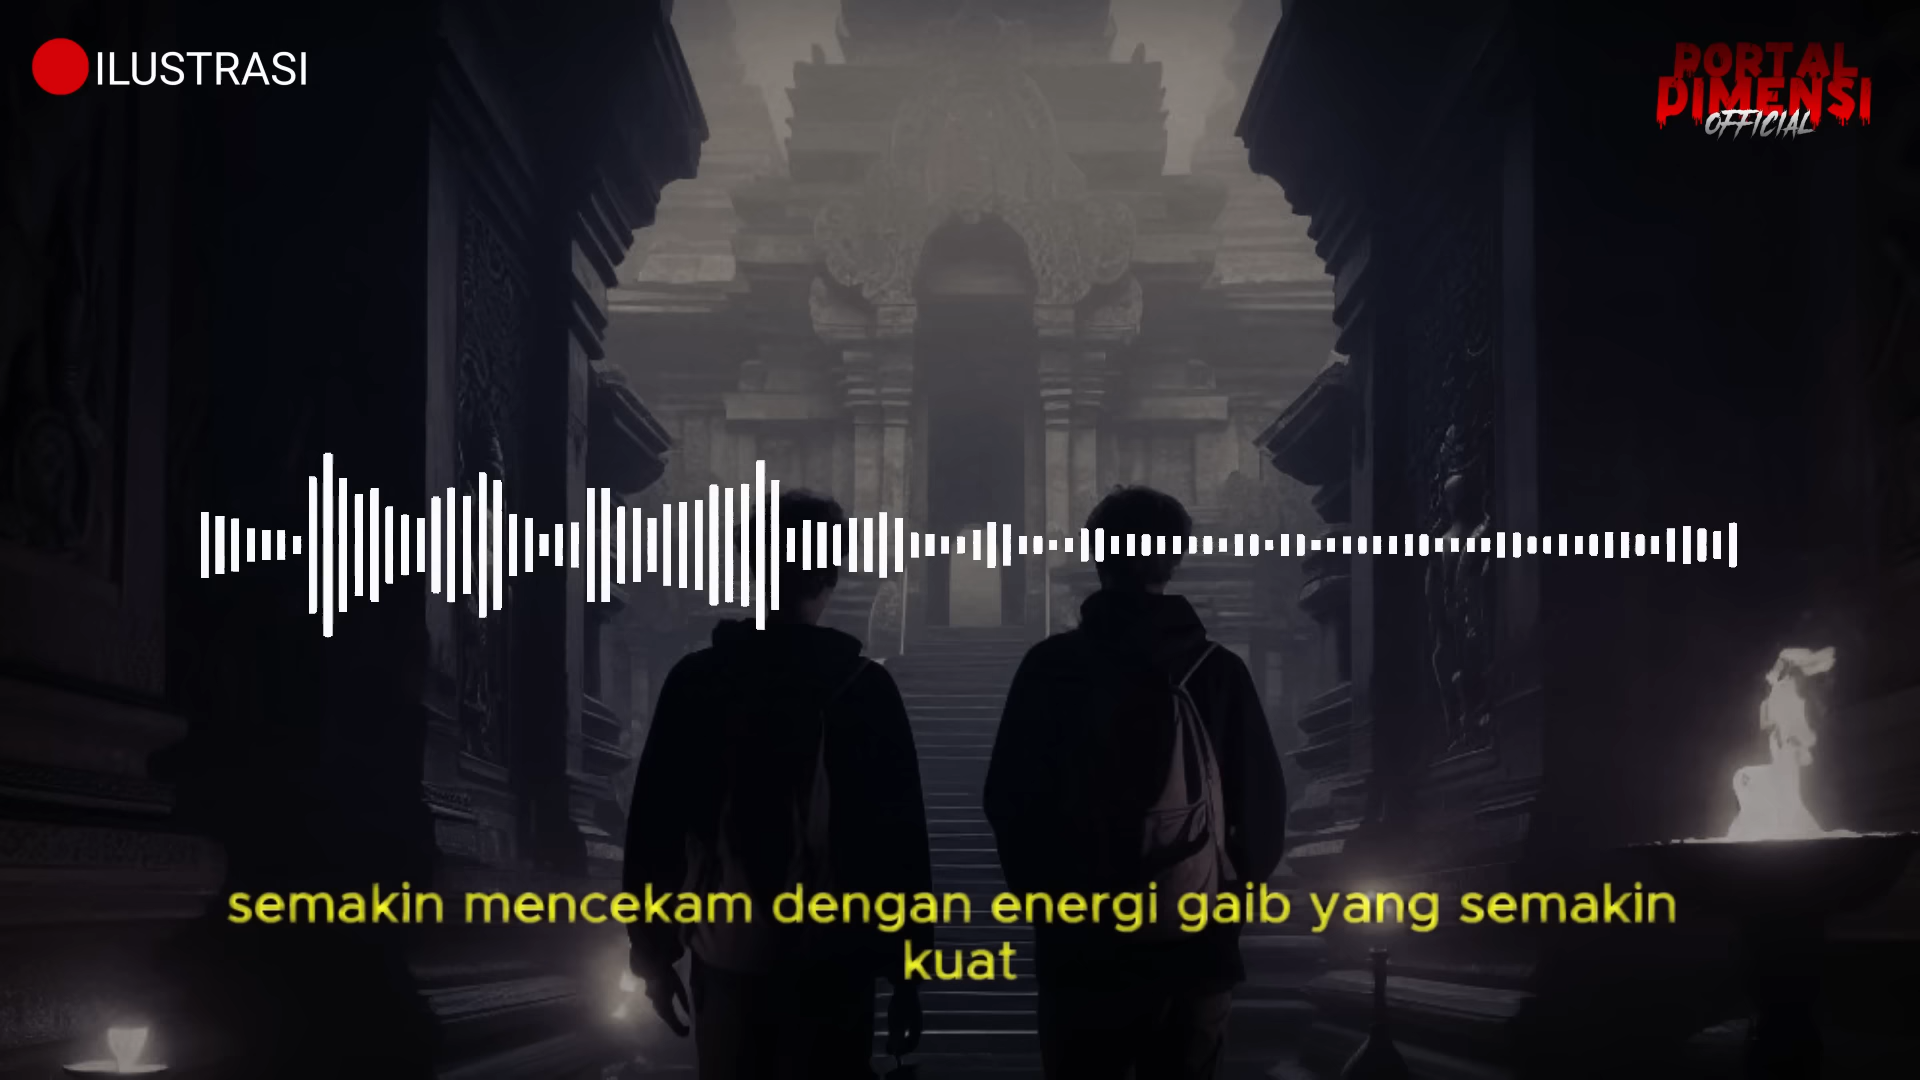 ILUSTRASI
PORTAL
DIMENSI
OFFICIAL
semakin mencekam dengan energi gaib yang semakin
kuat